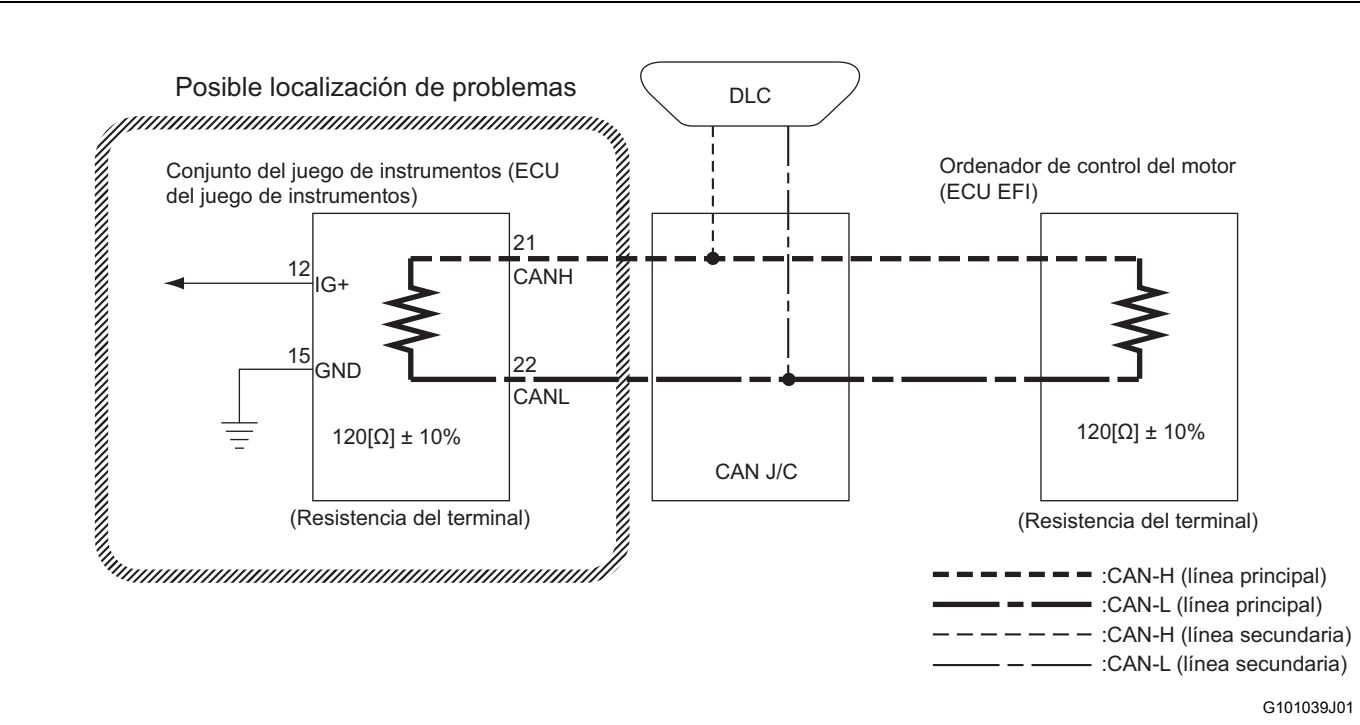 Posible localización de problemas
DLC
Conjunto del juego de instrumentos (ECU
del juego de instrumentos)
Ordenador de control del motor
(ECU EFI)
21
CANH
12
IG+
15
GND
22
CANL
120[Ω] ± 10%
120[Ω] ± 10%
CAN J/C
(Resistencia del terminal)
(Resistencia del terminal)
:CAN-H (línea principal)
:CAN-L (línea principal)
:CAN-H (línea secundaria)
:CAN-L (línea secundaria)
G101039J01